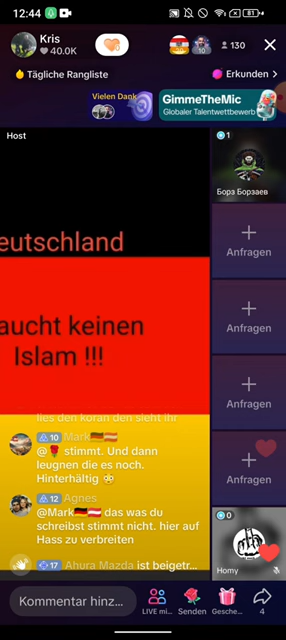 12:44
81
Kris
40.0K
10
130
Tägliche Rangliste
Erkunden
Vielen Dank
GimmeTheMic
Globaler Talentwettbewerb
Host
1
Борз Борзаев
eutschland
aucht keinen
Islam !!!
Anfragen
Anfragen
Anfragen
Anfragen
lies den koran den sieht ihr
10 Mark
@🌹 stimmt. Und dann
leugnen die es noch.
Hinterhältig 😳
12 Agnes
@Mark🇩🇪🇦🇹 das was du
schreibst stimmt nicht. hier auf
Hass zu verbreiten
Ahura Mazda ist beigetr...
0
Homy
Kommentar hinz...
LIVE mi...
Senden
Gesche...
4